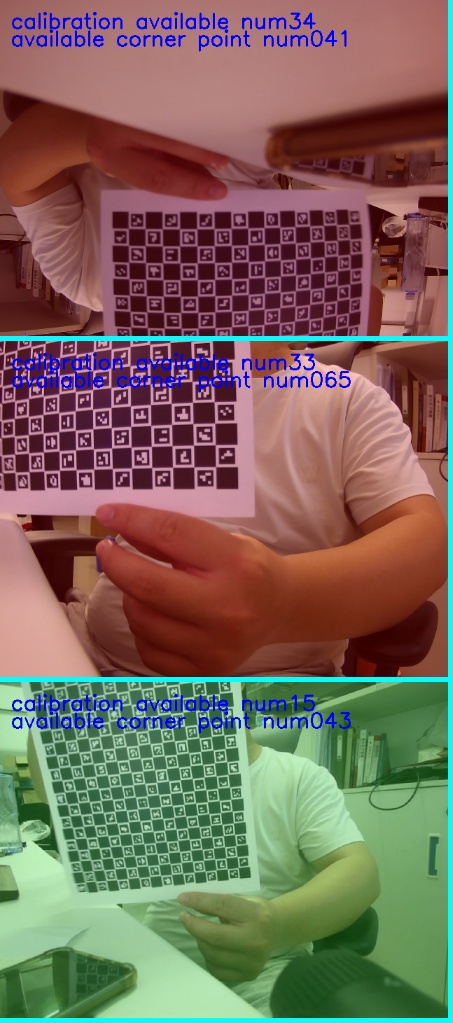 calibration available num34
available corner point num041
calibration available num33
available corner point num065
calibration available num15
available corner point num043